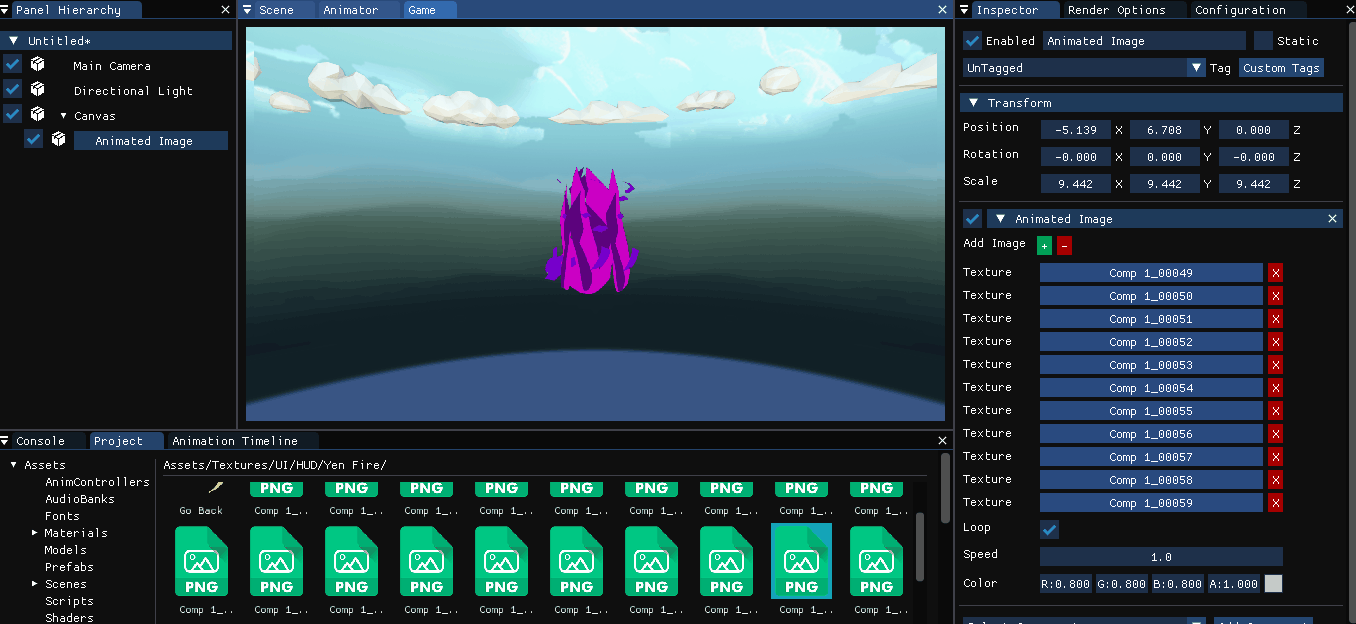 Panel Hierarchy
Untitled*
Main Camera
Directional Light
Canvas
Animated Image
Scene Animator Game
Inspector Render Options Configuration
Enabled Animated Image Static
UnTagged Tag Custom Tags
Transform
Position -5.139 X 6.708 Y 0.000 Z
Rotation -0.000 X 0.000 Y -0.000 Z
Scale 9.442 X 9.442 Y 9.442 Z
Animated Image
Add Image + -
Texture Comp 1_00049 X
Texture Comp 1_00050 X
Texture Comp 1_00051 X
Texture Comp 1_00052 X
Texture Comp 1_00053 X
Texture Comp 1_00054 X
Texture Comp 1_00055 X
Texture Comp 1_00056 X
Texture Comp 1_00057 X
Texture Comp 1_00058 X
Texture Comp 1_00059 X
Loop
Speed 1.0
Color R:0.800 G:0.800 B:0.800 A:1.000
Console Project Animation Timeline
Assets
AnimControllers
AudioBanks
Fonts
Materials
Models
Prefabs
Scenes
Scripts
Shaders
Assets/Textures/UI/HUD/Yen Fire/
PNG PNG PNG PNG PNG PNG PNG PNG PNG
Go Back Comp 1_.. Comp 1_.. Comp 1_.. Comp 1_.. Comp 1_.. Comp 1_.. Comp 1_.. Comp 1_.. Comp 1_..
PNG PNG PNG PNG PNG PNG PNG PNG PNG PNG
Comp 1_.. Comp 1_.. Comp 1_.. Comp 1_.. Comp 1_.. Comp 1_.. Comp 1_.. Comp 1_.. Comp 1_.. Comp 1_..